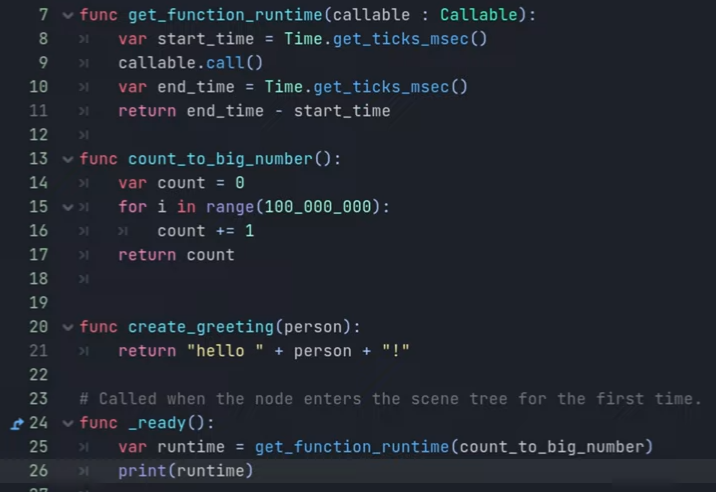 7 func get_function_runtime(callable : Callable):
8 var start_time = Time.get_ticks_msec()
9 callable.call()
10 var end_time = Time.get_ticks_msec()
11 return end_time - start_time
12
13 func count_to_big_number():
14 var count = 0
15 for i in range(100_000_000):
16 count += 1
17 return count
18
19
20 func create_greeting(person):
21 return "hello " + person + "!"
22
23 # Called when the node enters the scene tree for the first time.
24 func _ready():
25 var runtime = get_function_runtime(count_to_big_number)
26 print(runtime)
27